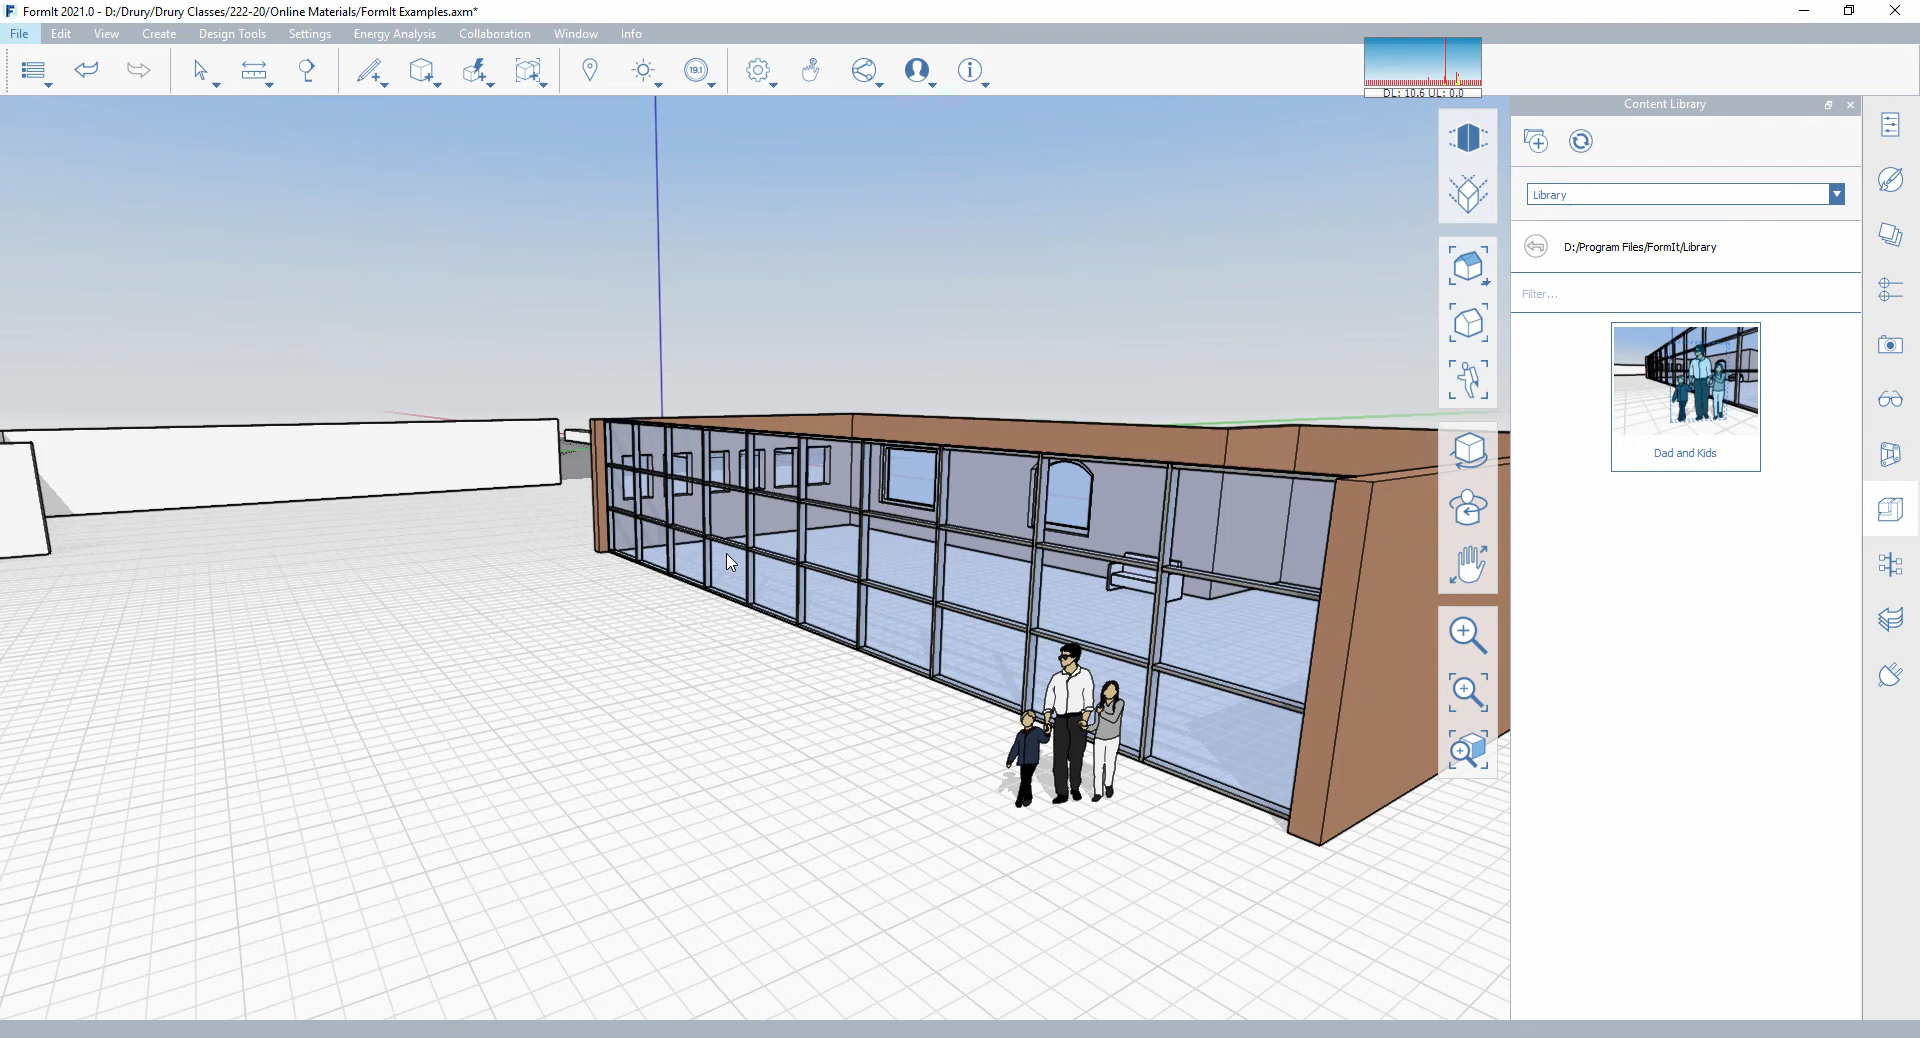 FormIt 2021.0 - D:/Drury/Drury Classes/222-20/Online Materials/FormIt Examples.axm*
File Edit View Create Design Tools Settings Energy Analysis Collaboration Window Info
19.1
DL: 10.6 UL: 0.0
Content Library
Library
D:/Program Files/FormIt/Library
Filter...
Dad and Kids